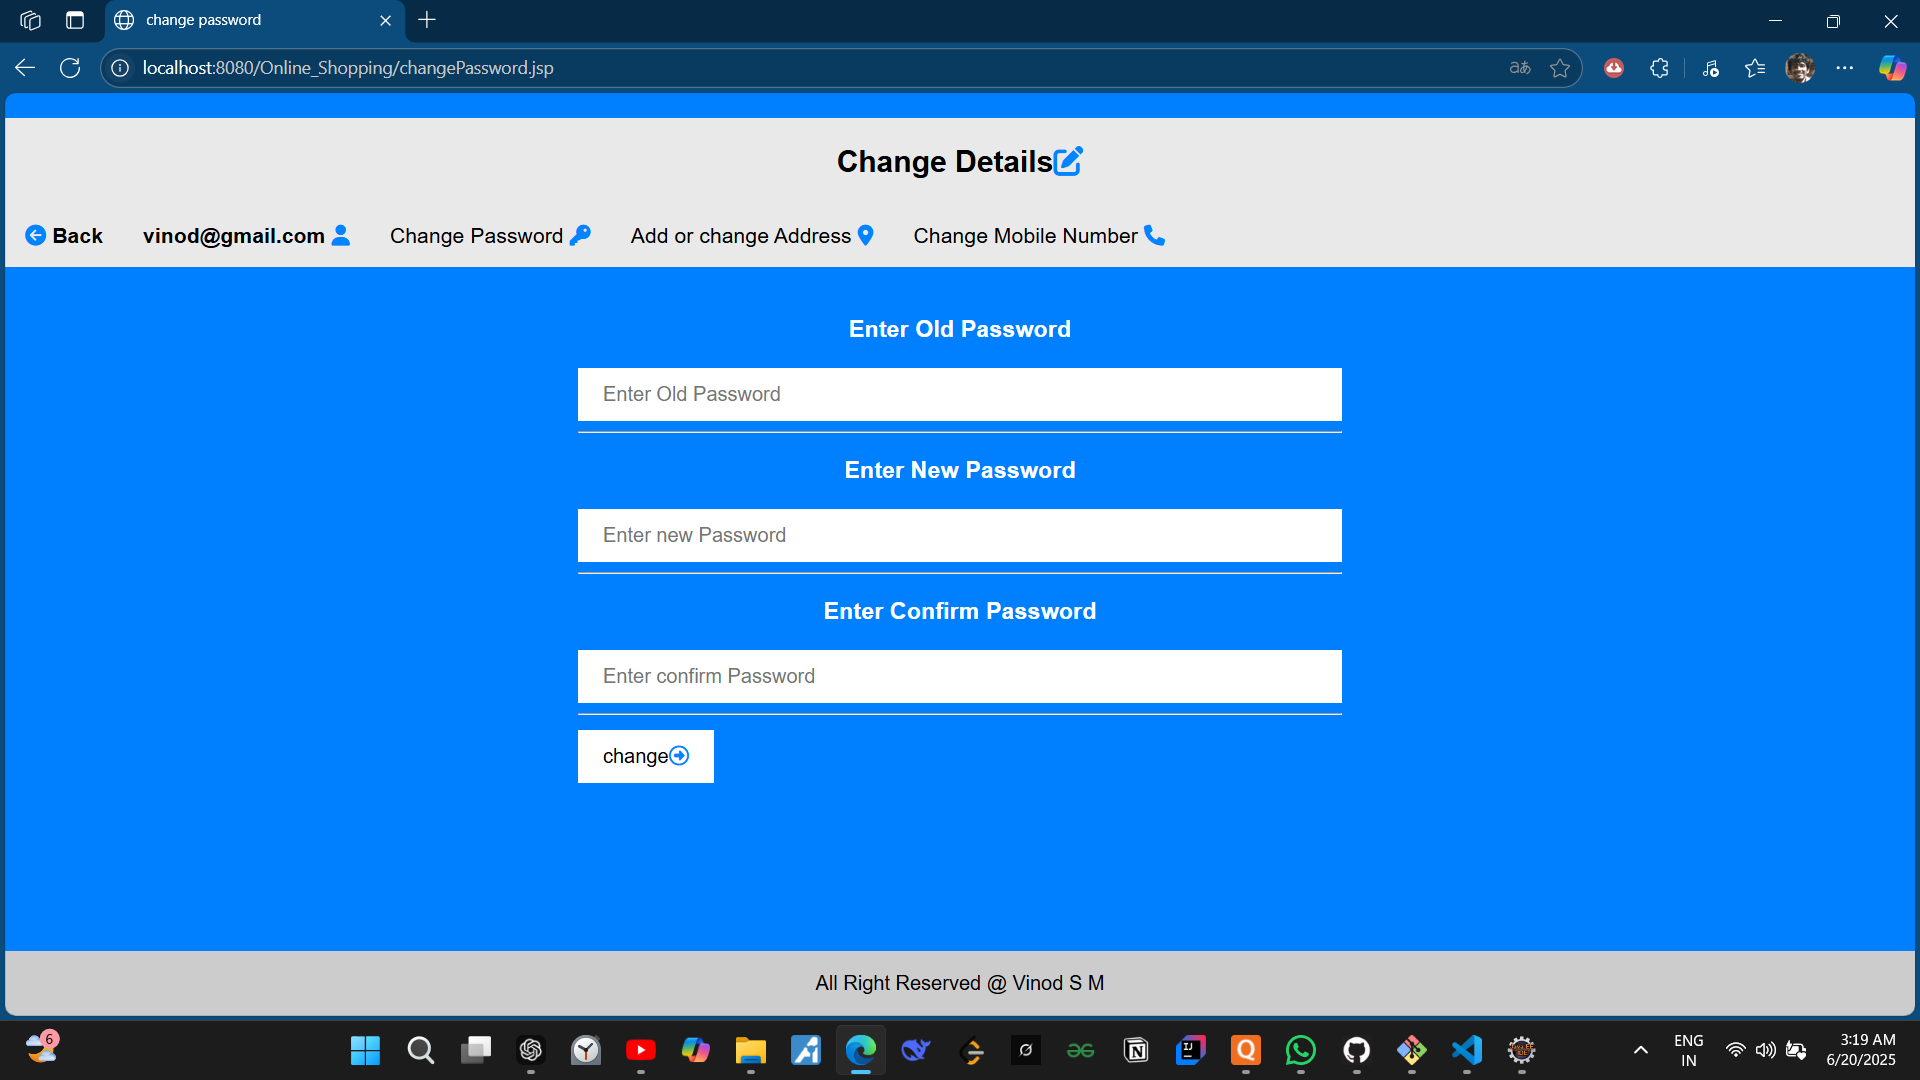 change password
localhost:8080/Online_Shopping/changePassword.jsp
Change Details
Back vinod@gmail.com Change Password Add or change Address Change Mobile Number
Enter Old Password
Enter Old Password
Enter New Password
Enter new Password
Enter Confirm Password
Enter confirm Password
change
All Right Reserved @ Vinod S M
6
ENG
IN
3:19 AM
6/20/2025